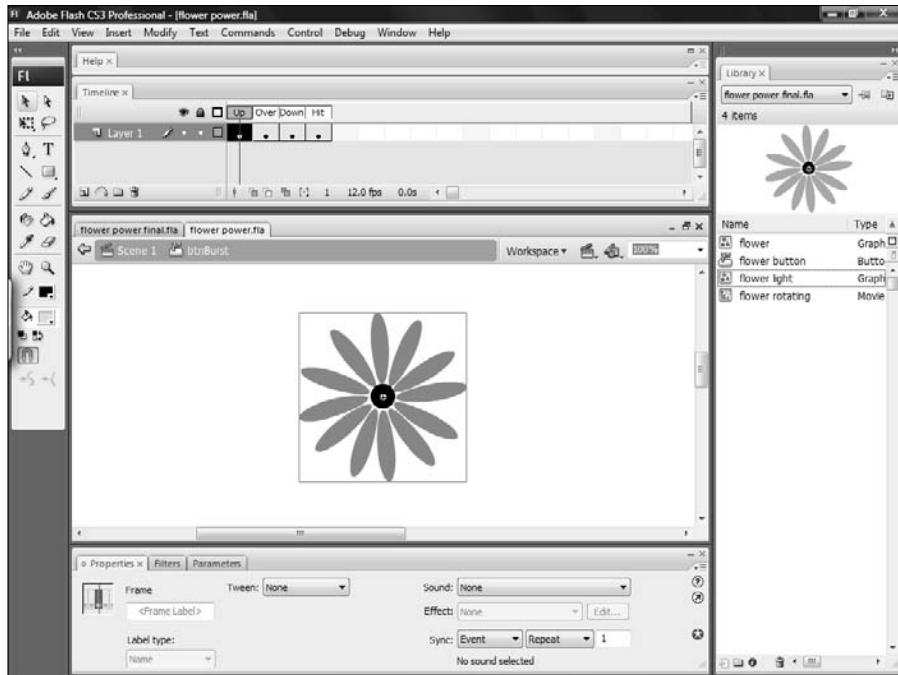 Fl Adobe Flash CS3 Professional - [flower power.fla]
File Edit View Insert Modify Text Commands Control Debug Window Help
Fl
Help ×
Timeline ×
Up Over Down Hit
Layer 1
1 12.0 fps 0.0s
flower power final.fla flower power.fla
Scene 1 btnBurst Workspace 100%
Properties × Filters Parameters
Frame Tween: None Sound: None
<Frame Label> Effect: None Edit...
Label type: Sync: Event Repeat 1
Name No sound selected
Library ×
flower power final.fla
4 items
Name Type
flower Graph
flower button Butto
flower light Graph
flower rotating Movie